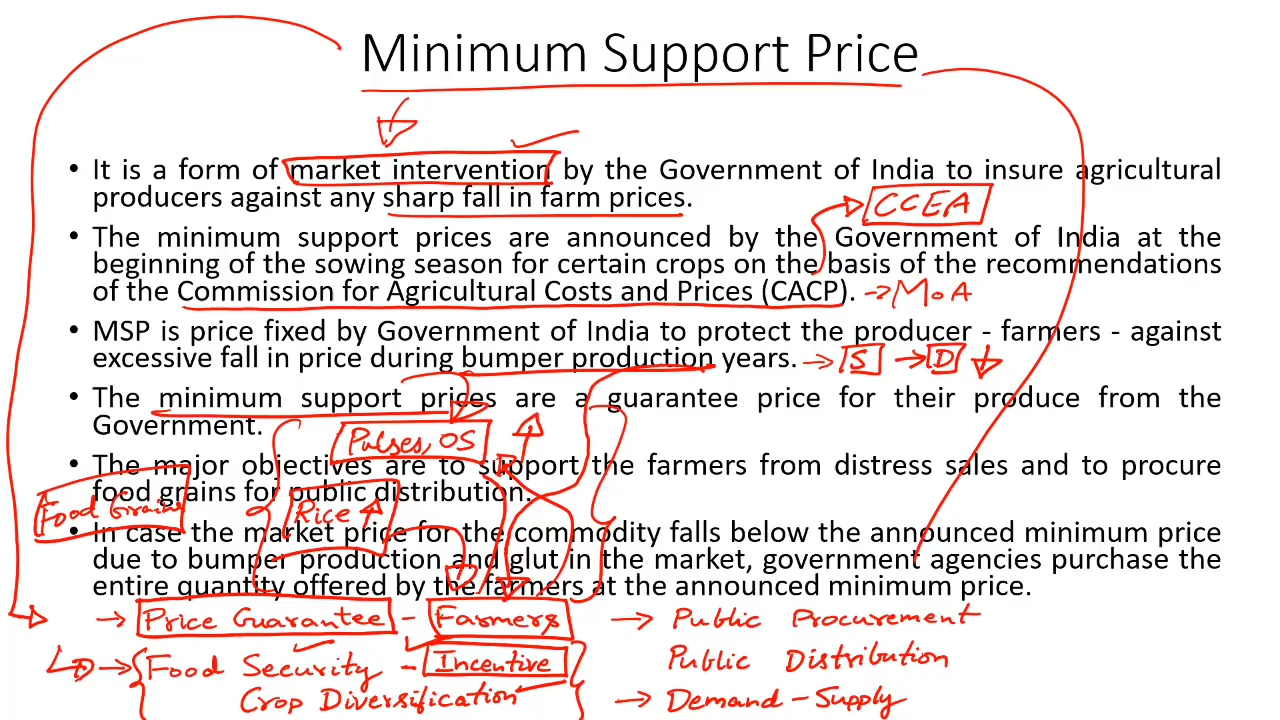 Minimum Support Price
• It is a form of market intervention by the Government of India to insure agricultural
producers against any sharp fall in farm prices.
CCEA
• The minimum support prices are announced by the Government of India at the
beginning of the sowing season for certain crops on the basis of the recommendations
of the Commission for Agricultural Costs and Prices (CACP). → MoA
• MSP is price fixed by Government of India to protect the producer - farmers - against
excessive fall in price during bumper production years. → S → D ↓
• The minimum support prices are a guarantee price for their produce from the
Government.
Pulses, OS
• The major objectives are to support the farmers from distress sales and to procure
food grains for public distribution.
Food Grains
Rice ↑
• In case the market price for the commodity falls below the announced minimum price
due to bumper production and glut in the market, government agencies purchase the
entire quantity offered by the farmers at the announced minimum price.
→ Price Guarantee - Farmers → Public Procurement
→ Food Security - Incentive Public Distribution
Crop Diversification → Demand - Supply